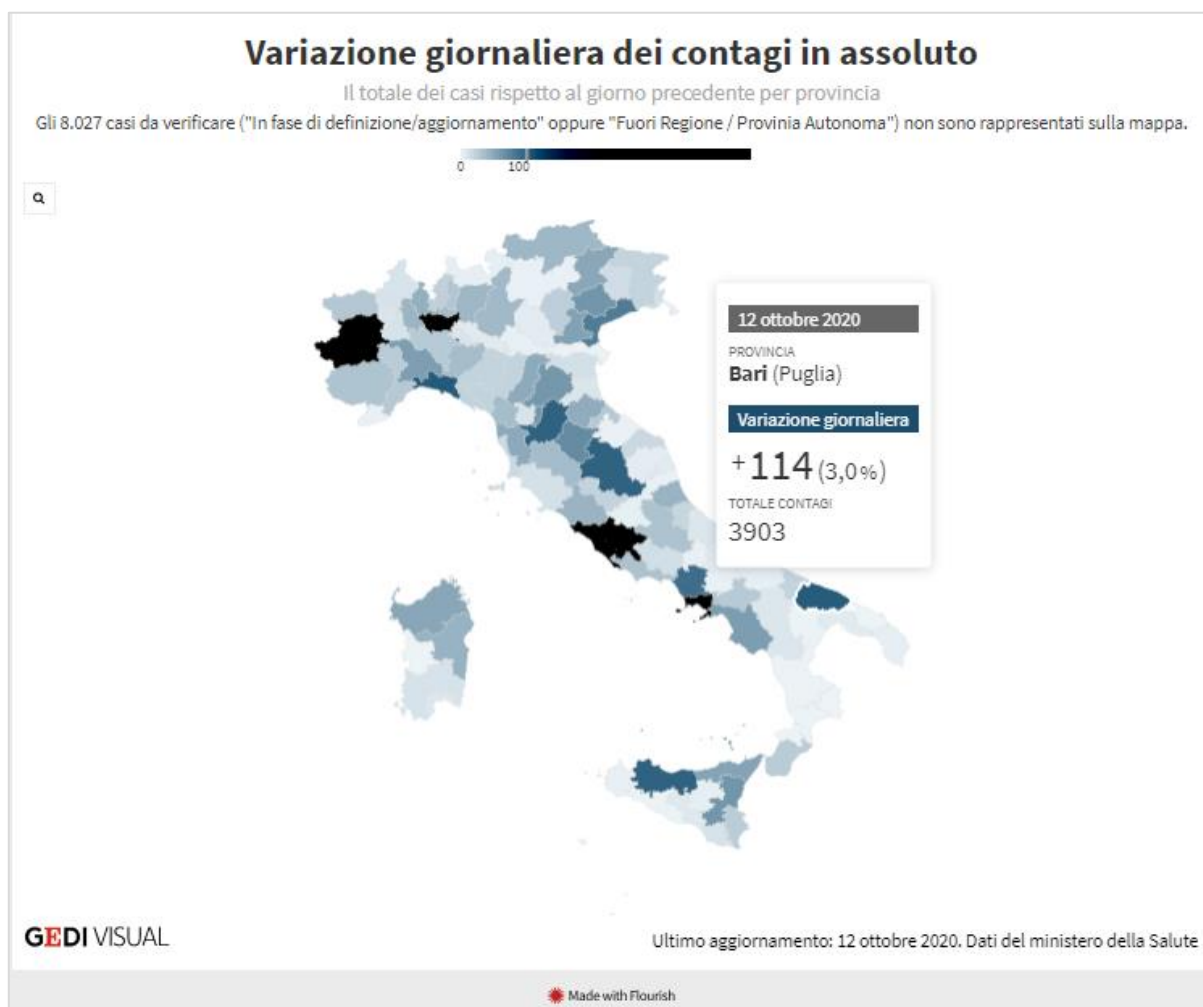 Variazione giornaliera dei contagi in assoluto
Il totale dei casi rispetto al giorno precedente per provincia
Gli 8.027 casi da verificare ("In fase di definizione/aggiornamento" oppure "Fuori Regione / Provinia Autonoma") non sono rappresentati sulla mappa.
0 100
12 ottobre 2020
PROVINCIA
Bari (Puglia)
Variazione giornaliera
+114 (3,0%)
TOTALE CONTAGI
3903
GEDI VISUAL
Ultimo aggiornamento: 12 ottobre 2020. Dati del ministero della Salute
Made with Flourish